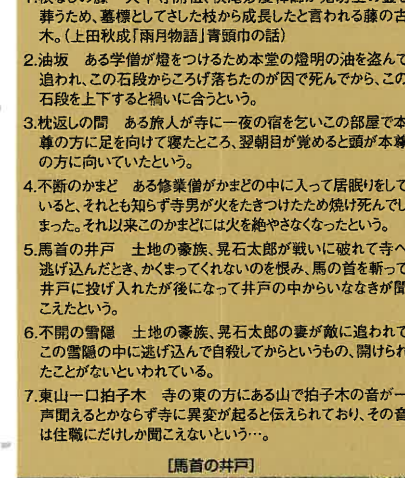 葬うため、墓標としてさした枝から成長したと言われる藤の古
木。(上田秋成「雨月物語」青頭巾の話)
2.油坂　ある学僧が燈をつけるため本堂の燈明の油を盗んで
追われ、この石段からころげ落ちたのが因で死んでから、この
石段を上下すると禍いに合うという。
3.枕返しの間　ある旅人が寺に一夜の宿を乞いこの部屋で本
尊の方に足を向けて寝たところ、翌朝目が覚めると頭が本尊
の方に向いていたという。
4.不断のかまど　ある修業僧がかまどの中に入って居眠りをして
いると、それとも知らず寺男が火をたきつけたため焼け死んでし
まった。それ以来このかまどには火を絶やさなくなったという。
5.馬首の井戸　土地の豪族、晃石太郎が戦いに破れて寺へ
逃げ込んだとき、かくまってくれないのを恨み、馬の首を斬って
井戸に投げ入れたが後になって井戸の中からいななきが聞
こえたという。
6.不開の雪隠　土地の豪族、晃石太郎の妻が敵に追われて
この雪隠の中に逃げ込んで自殺してからというもの、開けられ
たことがないといわれている。
7.東山一口拍子木　寺の東の方にある山で拍子木の音が一
声聞えるとかならず寺に異変が起ると伝えられており、その音
は住職にだけしか聞こえないという…。
[馬首の井戸]